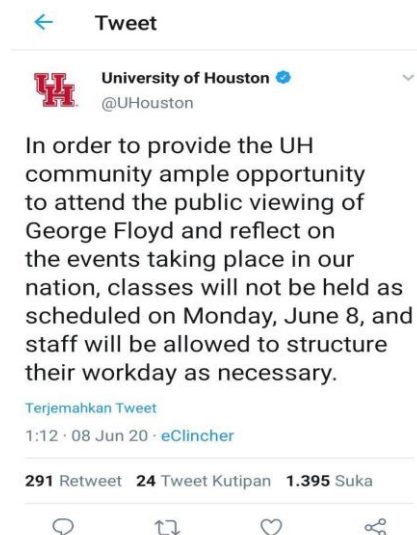 Tweet
University of Houston
@UHouston
In order to provide the UH
community ample opportunity
to attend the public viewing of
George Floyd and reflect on
the events taking place in our
nation, classes will not be held as
scheduled on Monday, June 8, and
staff will be allowed to structure
their workday as necessary.
Terjemahkan Tweet
1:12 · 08 Jun 20 · eClincher
291 Retweet 24 Tweet Kutipan 1.395 Suka